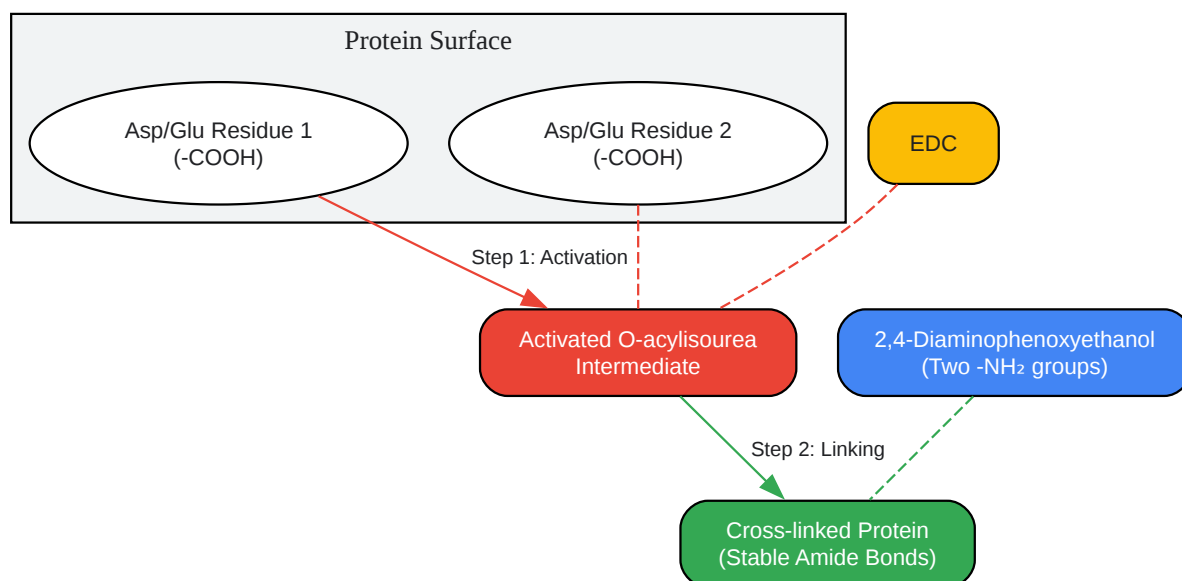 Protein Surface
Asp/Glu Residue 1
(-COOH)
Asp/Glu Residue 2
(-COOH)
EDC
Step 1: Activation
Activated O-acylisourea
Intermediate
2,4-Diaminophenoxyethanol
(Two -NH₂ groups)
Step 2: Linking
Cross-linked Protein
(Stable Amide Bonds)